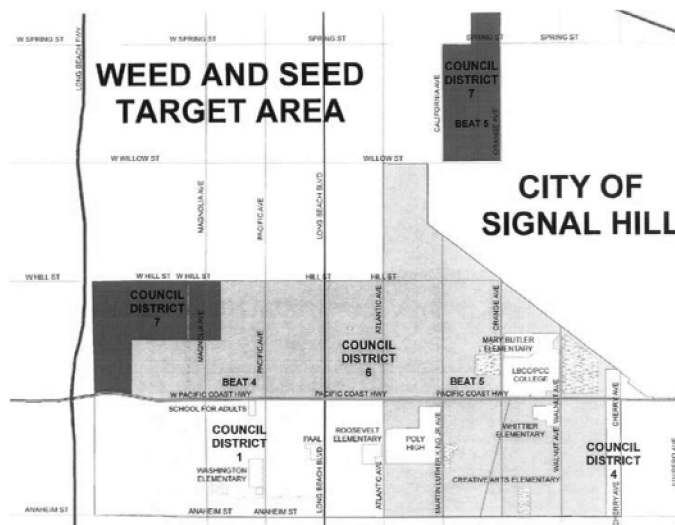 W SPRING ST
W SPRING ST
SPRING ST
SPRING ST
LONG BEACH FWY
WEED AND SEED
TARGET AREA
CALIFORNIA AVE
COUNCIL
DISTRICT
7
BEAT 5
ORANGE AVE
W WILLOW ST
WILLOW ST
CITY OF
SIGNAL HILL
MAGNOLIA AVE
PACIFIC AVE
LONG BEACH BLVD
W HILL ST
W HILL ST
W HILL ST
HILL ST
HILL ST
COUNCIL
DISTRICT
7
MAGNOLIA AVE
PACIFIC AVE
ATLANTIC AVE
ORANGE AVE
COUNCIL
DISTRICT
6
MARY BUTLER
ELEMENTARY
LBCC/PCC
COLLEGE
BEAT 4
BEAT 5
WALNUT AVE
CHERRY AVE
W PACIFIC COAST HWY
PACIFIC COAST HWY
PACIFIC COAST HWY
SCHOOL FOR ADULTS
COUNCIL
DISTRICT
1
PAAL
ROOSEVELT
ELEMENTARY
POLY
HIGH
WHITTIER
ELEMENTARY
WASHINGTON
ELEMENTARY
LONG BEACH BLVD
ATLANTIC AVE
MARTIN LUTHER KING JR AVE
CREATIVE ARTS ELEMENTARY
WALNUT AVE
COUNCIL
DISTRICT
4
CHERRY AVE
ANAHEIM ST
ANAHEIM ST
ANAHEIM ST